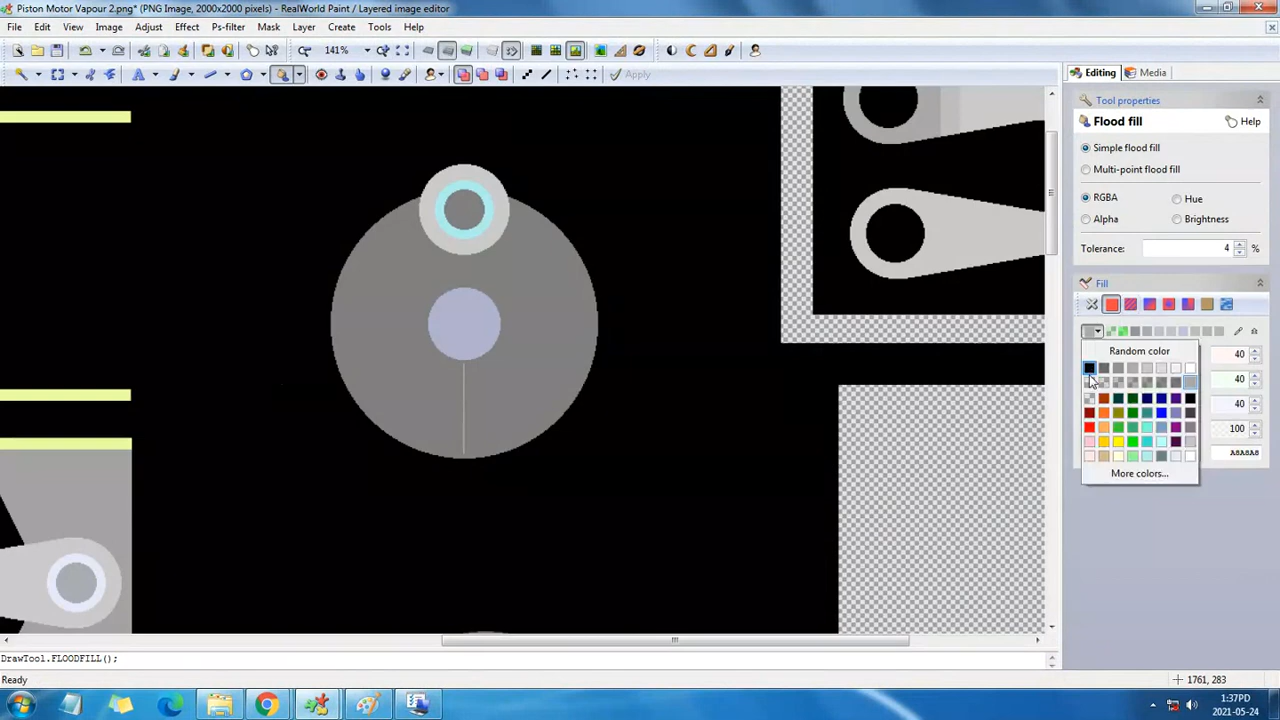 Piston Motor Vapour 2.png* (PNG Image, 2000x2000 pixels) - RealWorld Paint / Layered image editor
File Edit View Image Adjust Effect Ps-filter Mask Layer Create Tools Help
141%
Apply
Editing Media
Tool properties
Flood fill Help
Simple flood fill
Multi-point flood fill
RGBA Hue
Alpha Brightness
Tolerance: 4 %
Fill
Random color
40
40
40
100
A8A8A8
More colors...
DrawTool.FLOODFILL();
Ready 1761, 283
1:37PD
2021-05-24